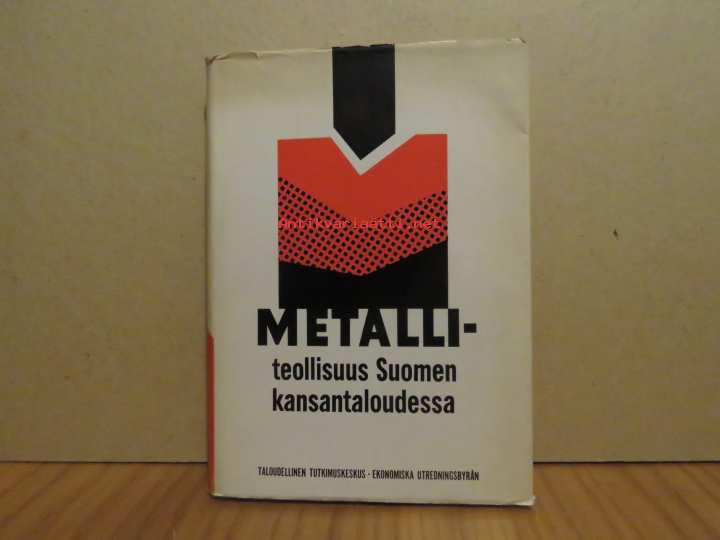 Antikvariaatti.net
METALLI-
teollisuus Suomen
kansantaloudessa
TALOUDELLINEN TUTKIMUSKESKUS · EKONOMISKA UTREDNINGSBYRÅN